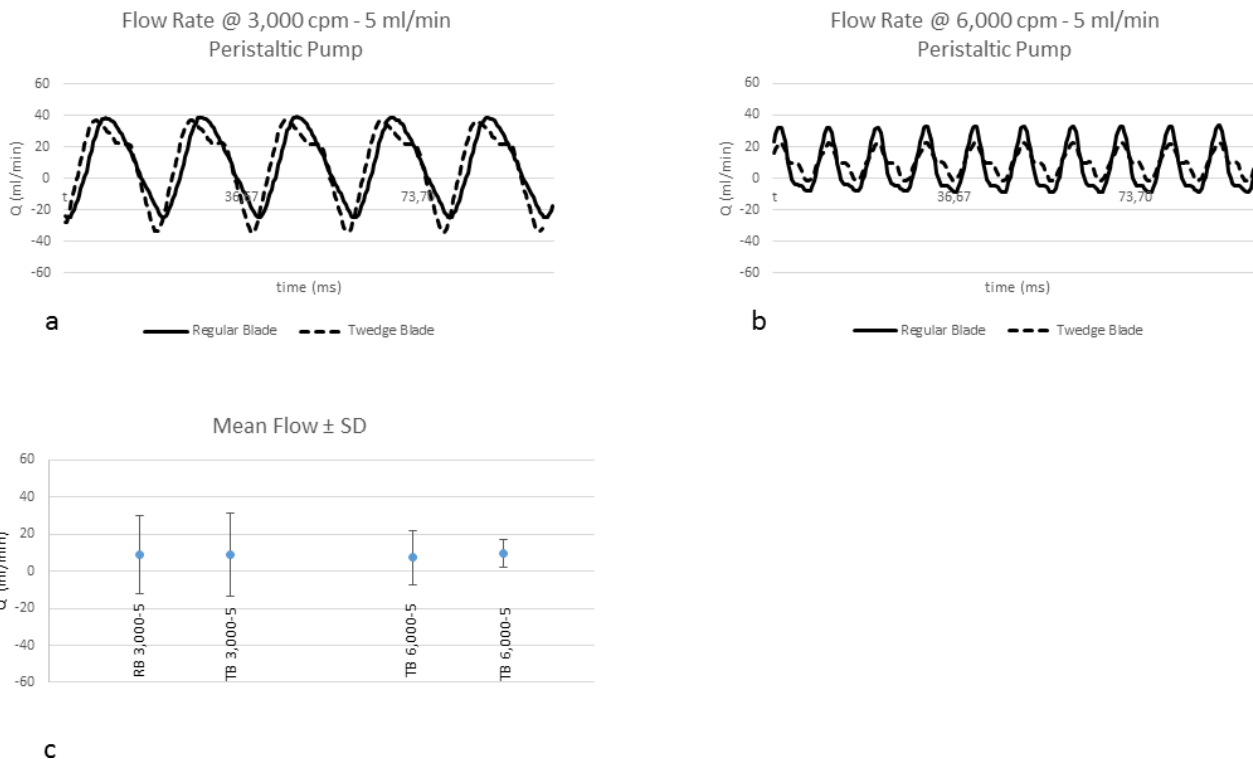 Flow Rate @ 3,000 cpm - 5 ml/min
Peristaltic Pump
60
40
20
0
-20
-40
-60
Q (ml/min)
t
36,67
73,70
time (ms)
Regular Blade
Twedge Blade
a
Flow Rate @ 6,000 cpm - 5 ml/min
Peristaltic Pump
60
40
20
0
-20
-40
-60
Q (ml/min)
t
36,67
73,70
time (ms)
Regular Blade
Twedge Blade
b
Mean Flow ± SD
60
40
20
0
-20
-40
-60
Q (ml/min)
RB 3,000-5
TB 3,000-5
TB 6,000-5
TB 6,000-5
c